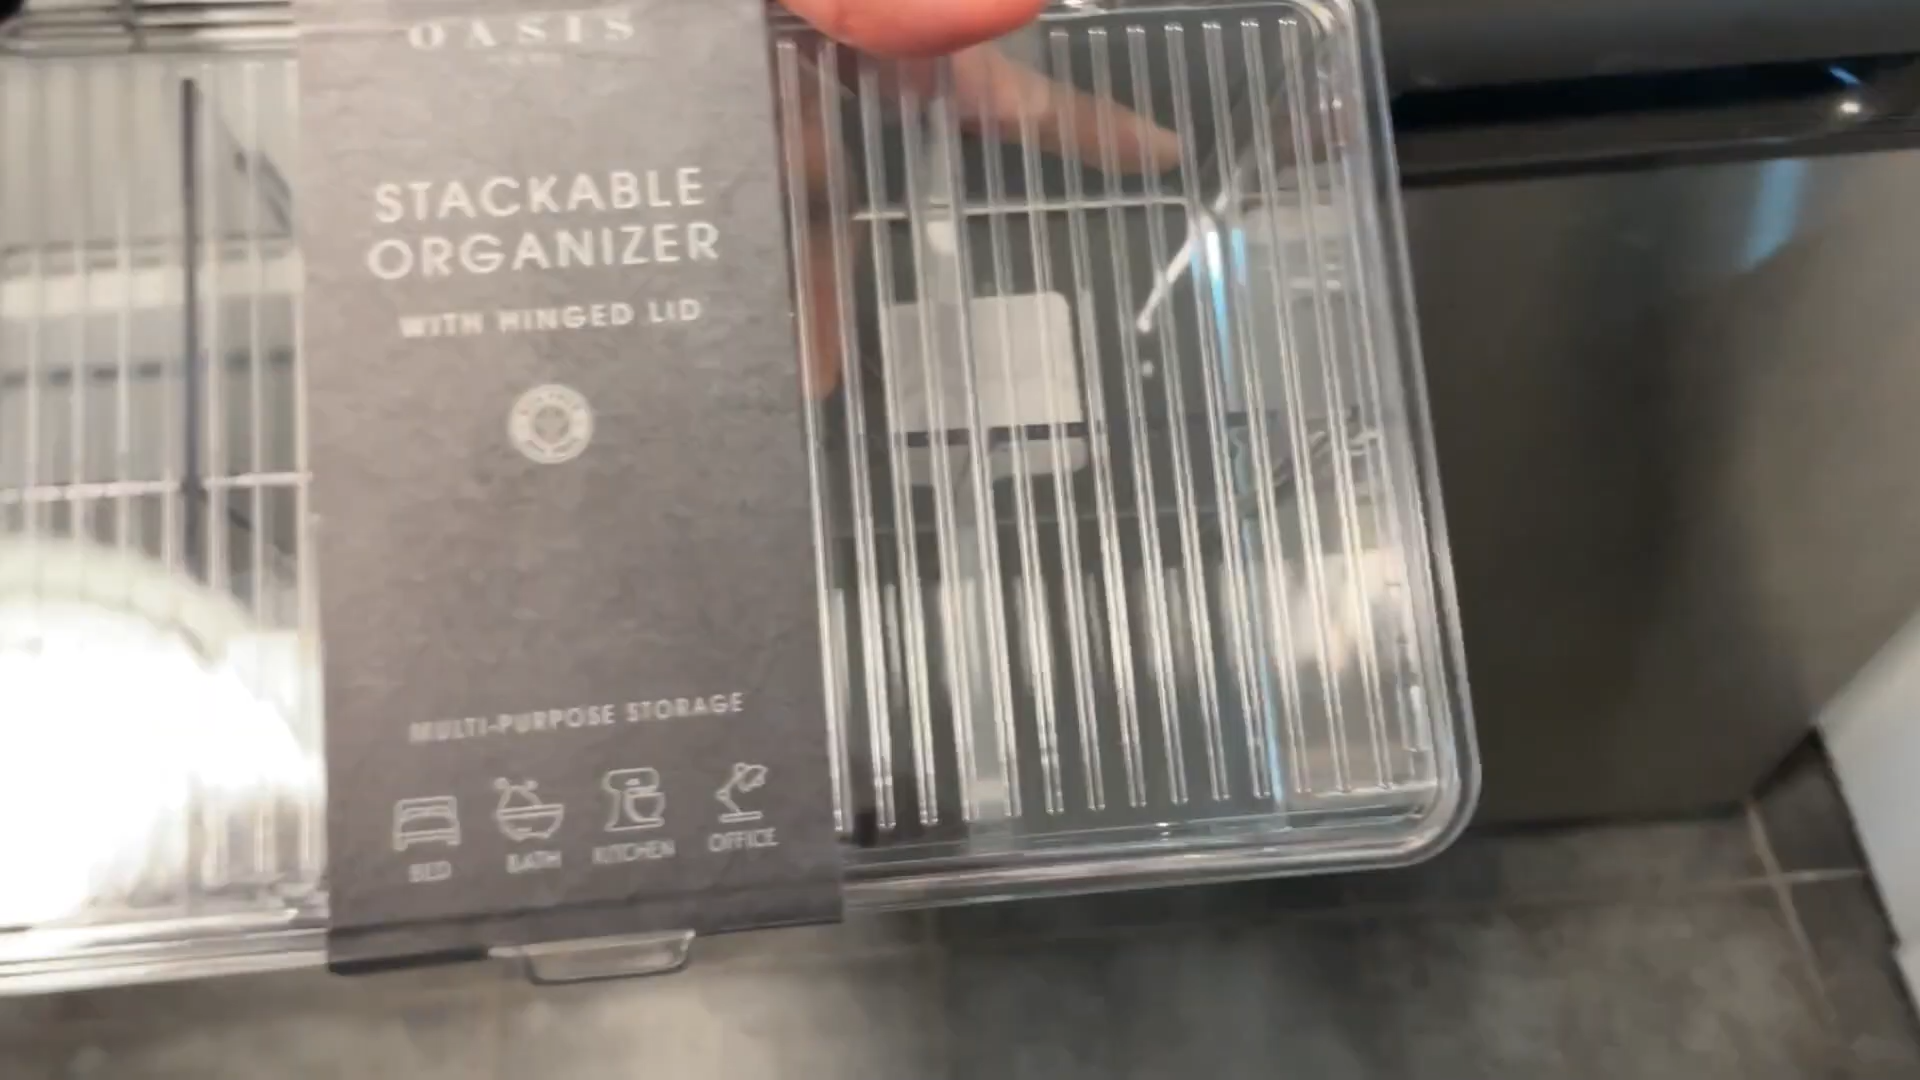 OASIS
STACKABLE
ORGANIZER
WITH HINGED LID
MULTI-PURPOSE STORAGE
BED BATH KITCHEN OFFICE